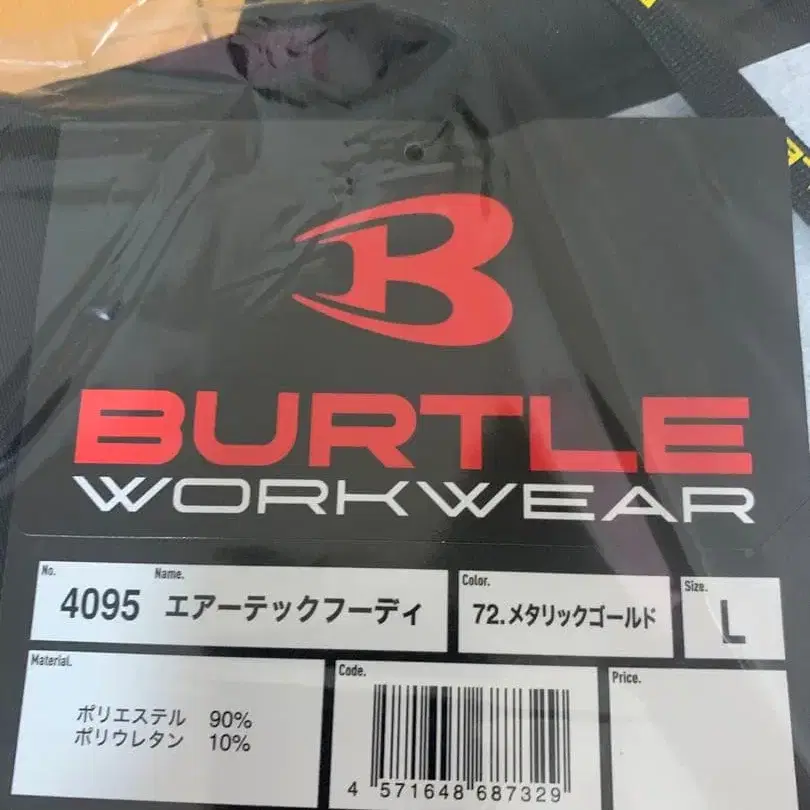 B
BURTLE
WORKWEAR
No. Name.
4095 エアーテックフーディ
Color.
72.メタリックゴールド
Size.
L
Material.
ポリエステル 90%
ポリウレタン 10%
Code.
4 571648 687329
Price.